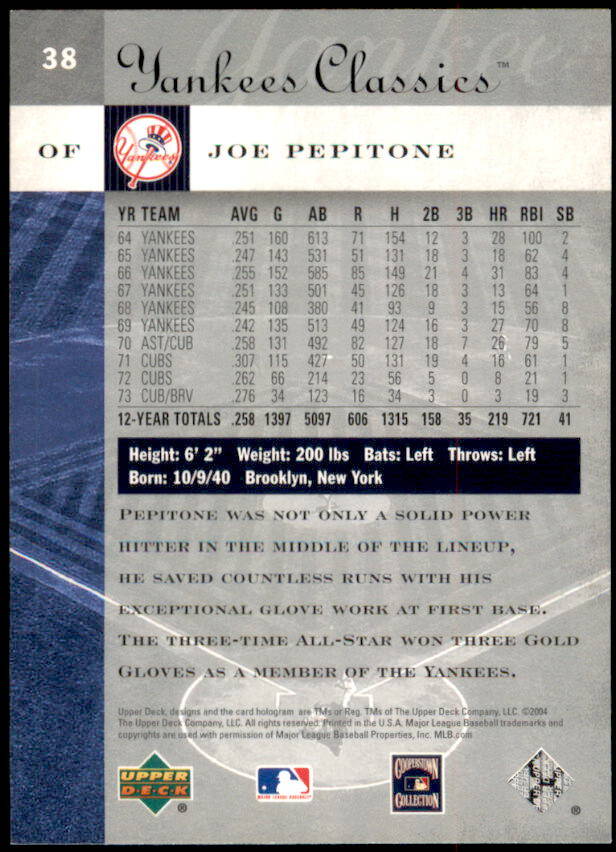 38
Yankees Classics™
OF
Yankees
JOE PEPITONE
YR TEAM AVG G AB R H 2B 3B HR RBI SB
64 YANKEES .251 160 613 71 154 12 3 28 100 2
65 YANKEES .247 143 531 51 131 18 3 18 62 4
66 YANKEES .255 152 585 85 149 21 4 31 83 4
67 YANKEES .251 133 501 45 126 18 3 13 64 1
68 YANKEES .245 108 380 41 93 9 3 15 56 8
69 YANKEES .242 135 513 49 124 16 3 27 70 8
70 AST/CUB .258 131 492 82 127 18 7 26 79 5
71 CUBS .307 115 427 50 131 19 4 16 61 1
72 CUBS .262 66 214 23 56 5 0 8 21 1
73 CUB/BRV .276 34 123 16 34 3 0 3 19 3
12-YEAR TOTALS .258 1397 5097 606 1315 158 35 219 721 41
Height: 6' 2" Weight: 200 lbs Bats: Left Throws: Left
Born: 10/9/40 Brooklyn, New York
PEPITONE WAS NOT ONLY A SOLID POWER
HITTER IN THE MIDDLE OF THE LINEUP,
HE SAVED COUNTLESS RUNS WITH HIS
EXCEPTIONAL GLOVE WORK AT FIRST BASE.
THE THREE-TIME ALL-STAR WON THREE GOLD
GLOVES AS A MEMBER OF THE YANKEES.
Upper Deck, designs and the card hologram are TMs or Reg. TMs of The Upper Deck Company, LLC. ©2004
The Upper Deck Company, LLC. All rights reserved. Printed in the U.S.A. Major League Baseball trademarks and
copyrights are used with permission of Major League Baseball Properties, Inc. MLB.com
UPPER
DECK
®
MAJOR LEAGUE BASEBALL
COOPERSTOWN
COLLECTION
®